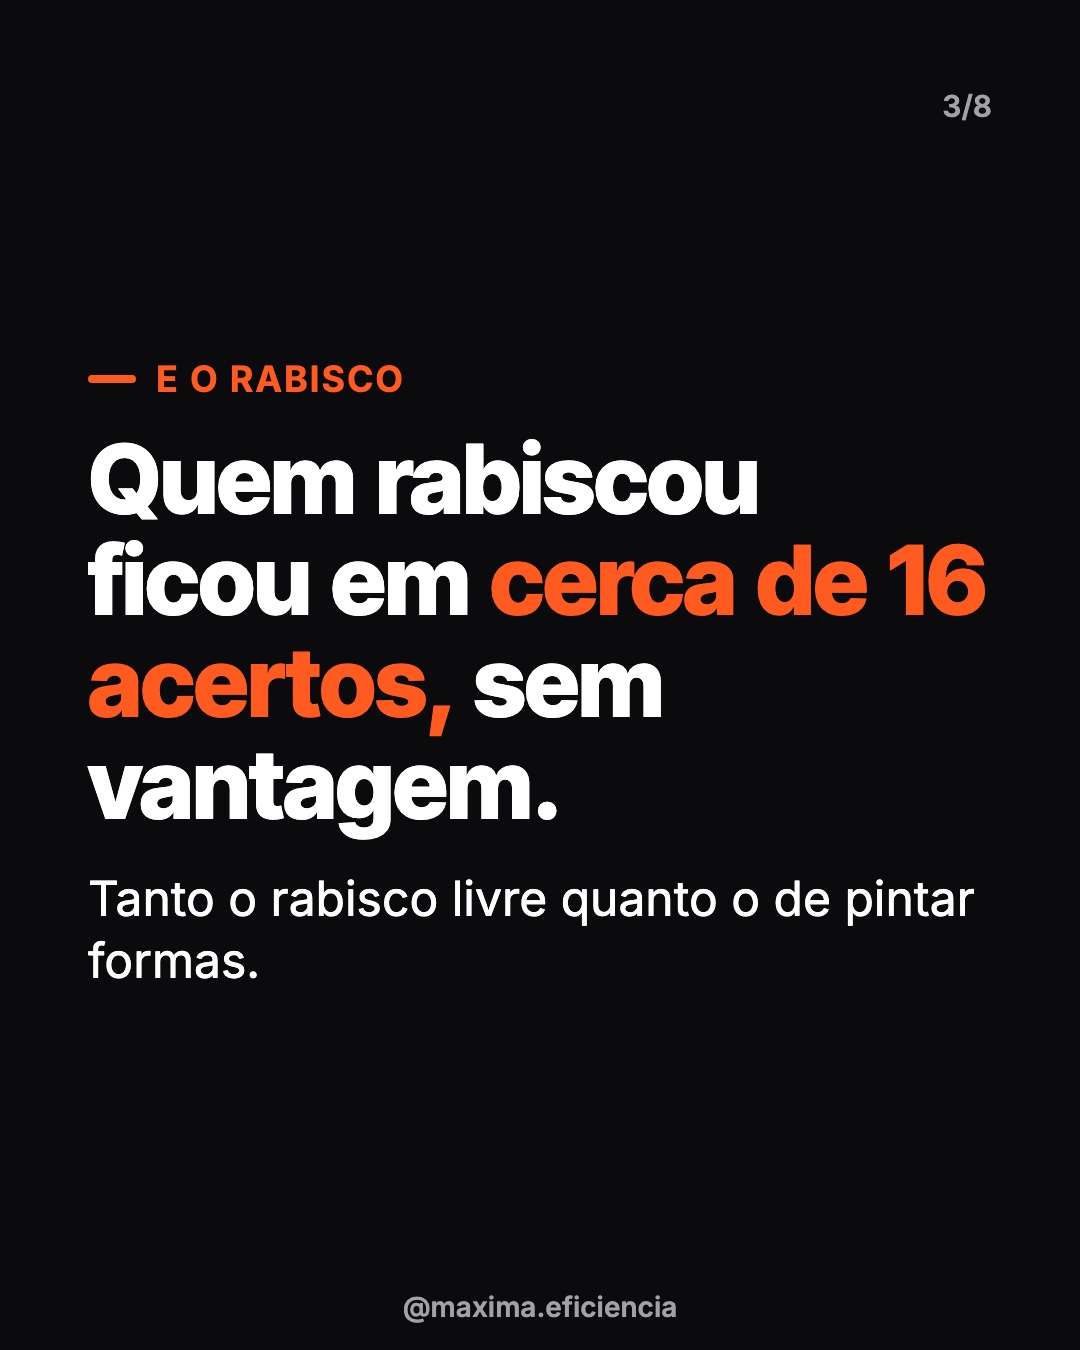 3/8
E O RABISCO
Quem rabiscou
ficou em cerca de 16
acertos, sem
vantagem.
Tanto o rabisco livre quanto o de pintar
formas.
@maxima.eficiencia